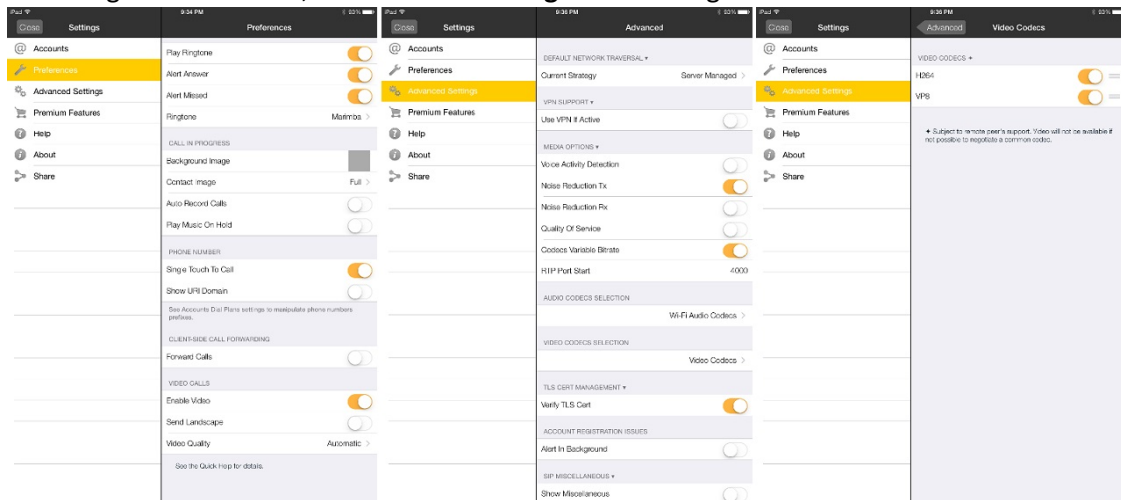 iPad 9:34 PM 93%
Close Settings Preferences
@ Accounts
Preferences
Advanced Settings
Premium Features
? Help
i About
Share
Play Ringtone
Alert Answer
Alert Missed
Ringtone Marimba >
CALL IN PROGRESS
Background Image
Contact Image Full >
Auto Record Calls
Play Music On Hold
PHONE NUMBER
Single Touch To Call
Show URI Domain
See Accounts Dial Plans settings to manipulate phone numbers
prefixes.
CLIENT-SIDE CALL FORWARDING
Forward Calls
VIDEO CALLS
Enable Video
Send Landscape
Video Quality Automatic >
See the Quick Help for details.
iPad 9:35 PM 93%
Close Settings Advanced
@ Accounts
Preferences
Advanced Settings
Premium Features
? Help
i About
Share
DEFAULT NETWORK TRAVERSAL ▾
Current Strategy Server Managed >
VPN SUPPORT ▾
Use VPN If Active
MEDIA OPTIONS ▾
Voice Activity Detection
Noise Reduction Tx
Noise Reduction Rx
Quality Of Service
Codecs Variable Bitrate
RTP Port Start 4000
AUDIO CODECS SELECTION
Wi-Fi Audio Codecs >
VIDEO CODECS SELECTION
Video Codecs >
TLS CERT MANAGEMENT ▾
Verify TLS Cert
ACCOUNT REGISTRATION ISSUES
Alert In Background
SIP MISCELLANEOUS ▾
Show Miscellaneous
iPad 9:36 PM 93%
Close Settings Advanced Video Codecs
@ Accounts
Preferences
Advanced Settings
Premium Features
? Help
i About
Share
VIDEO CODECS +
H264
VP8
+ Subject to remote peer's support. Video will not be available if
not possible to negotiate a common codec.